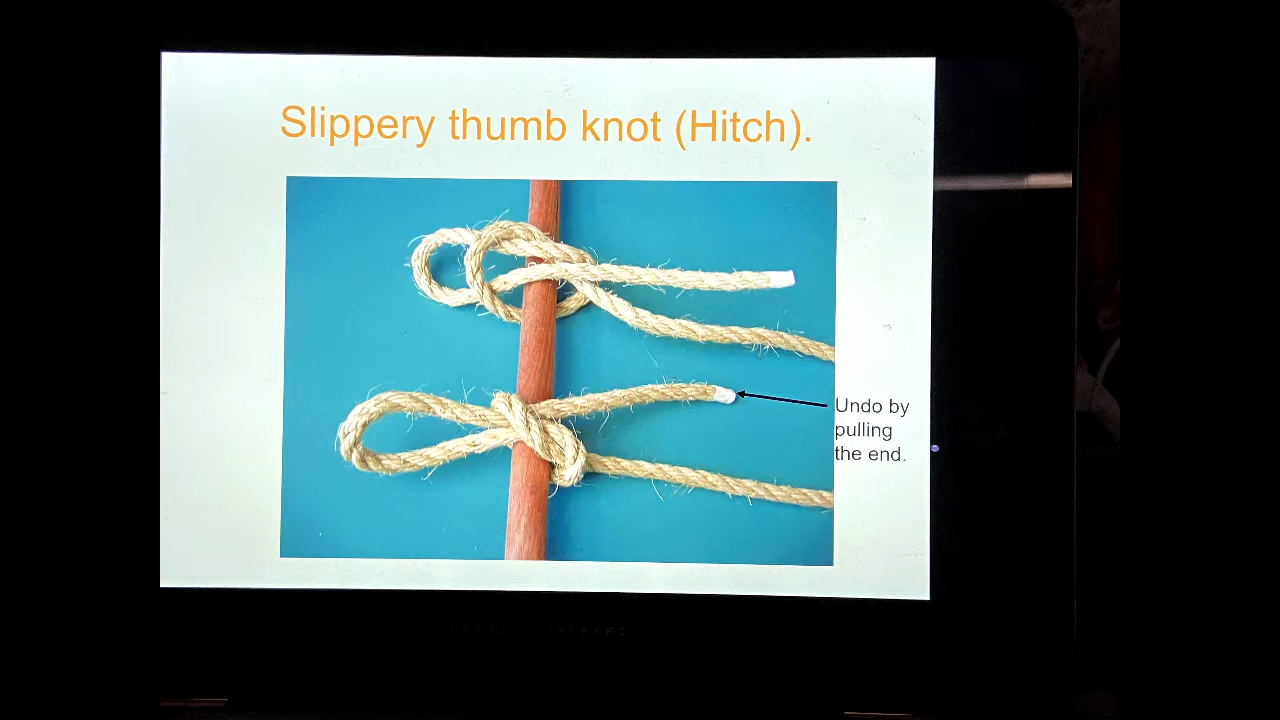 Slippery thumb knot (Hitch).
Undo by
pulling
the end.